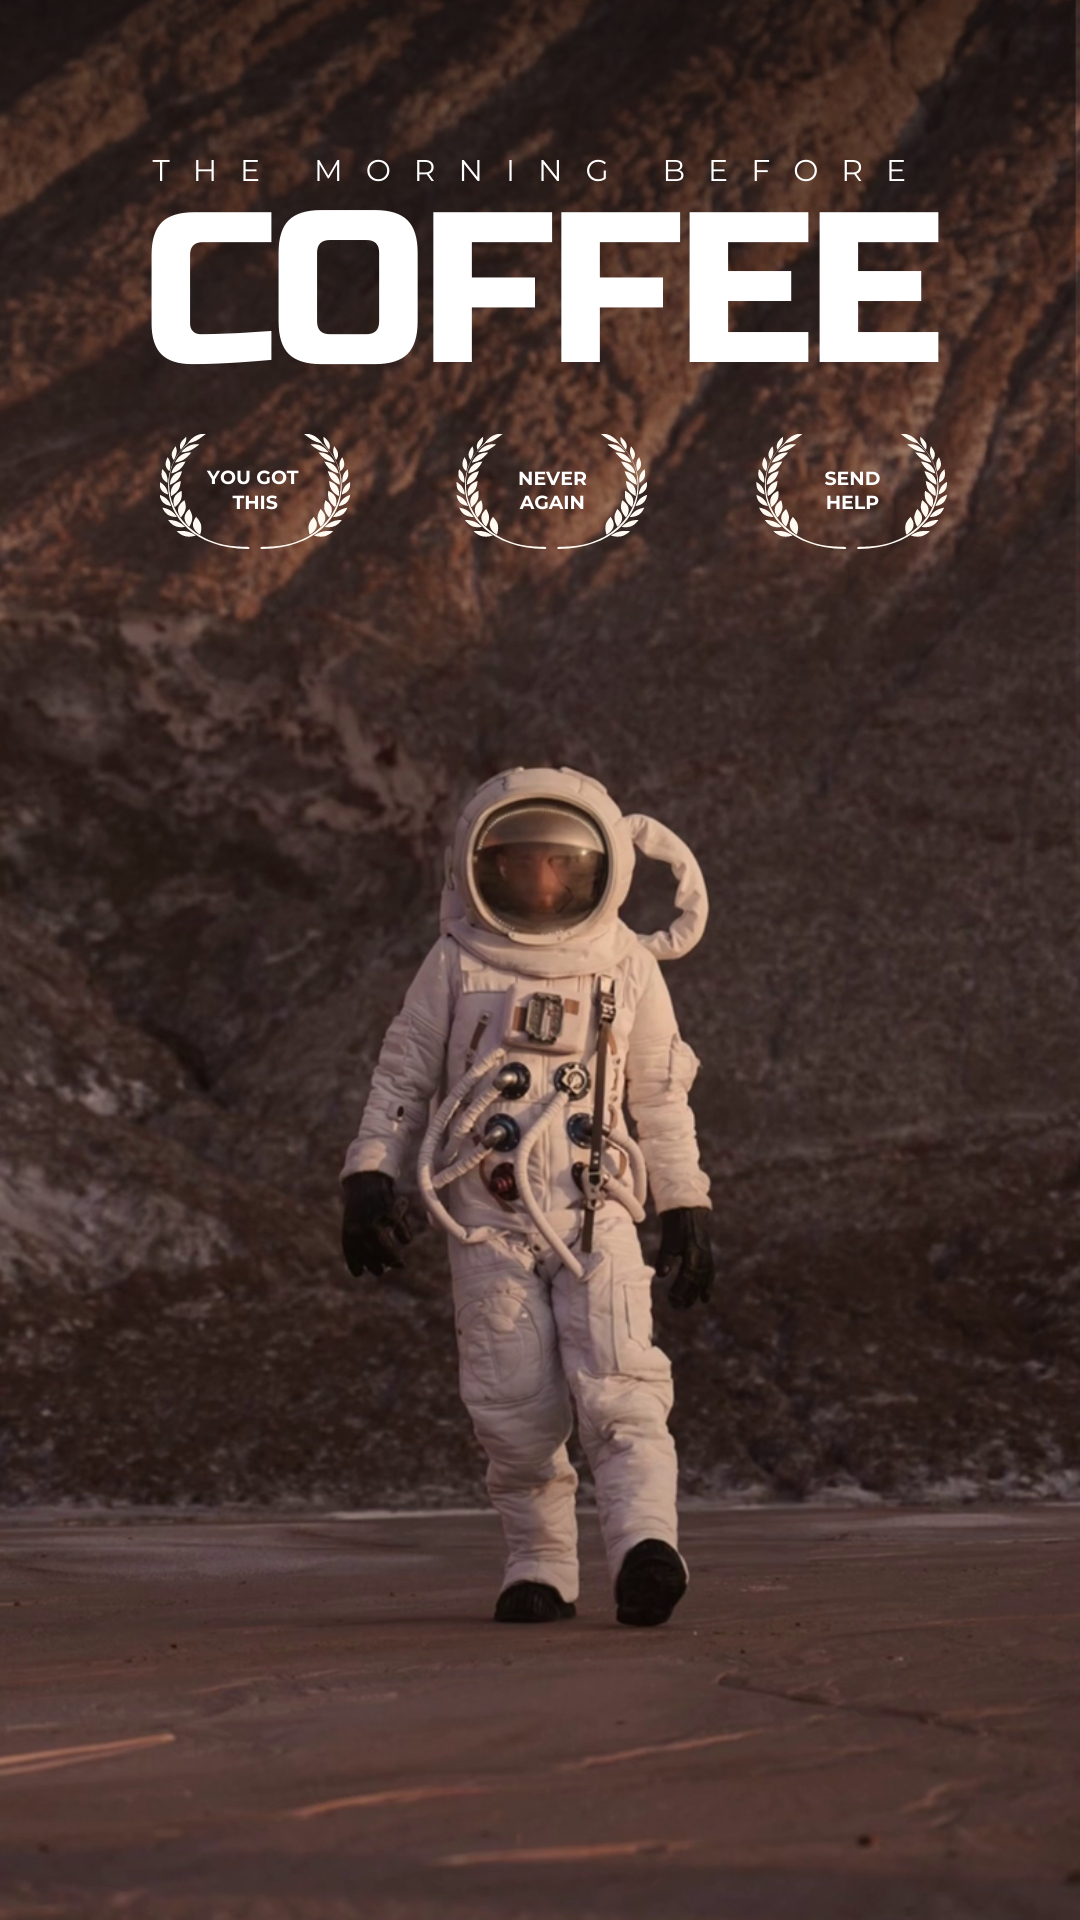 THE MORNING BEFORE
COFFEE
YOU GOT
THIS
NEVER
AGAIN
SEND
HELP